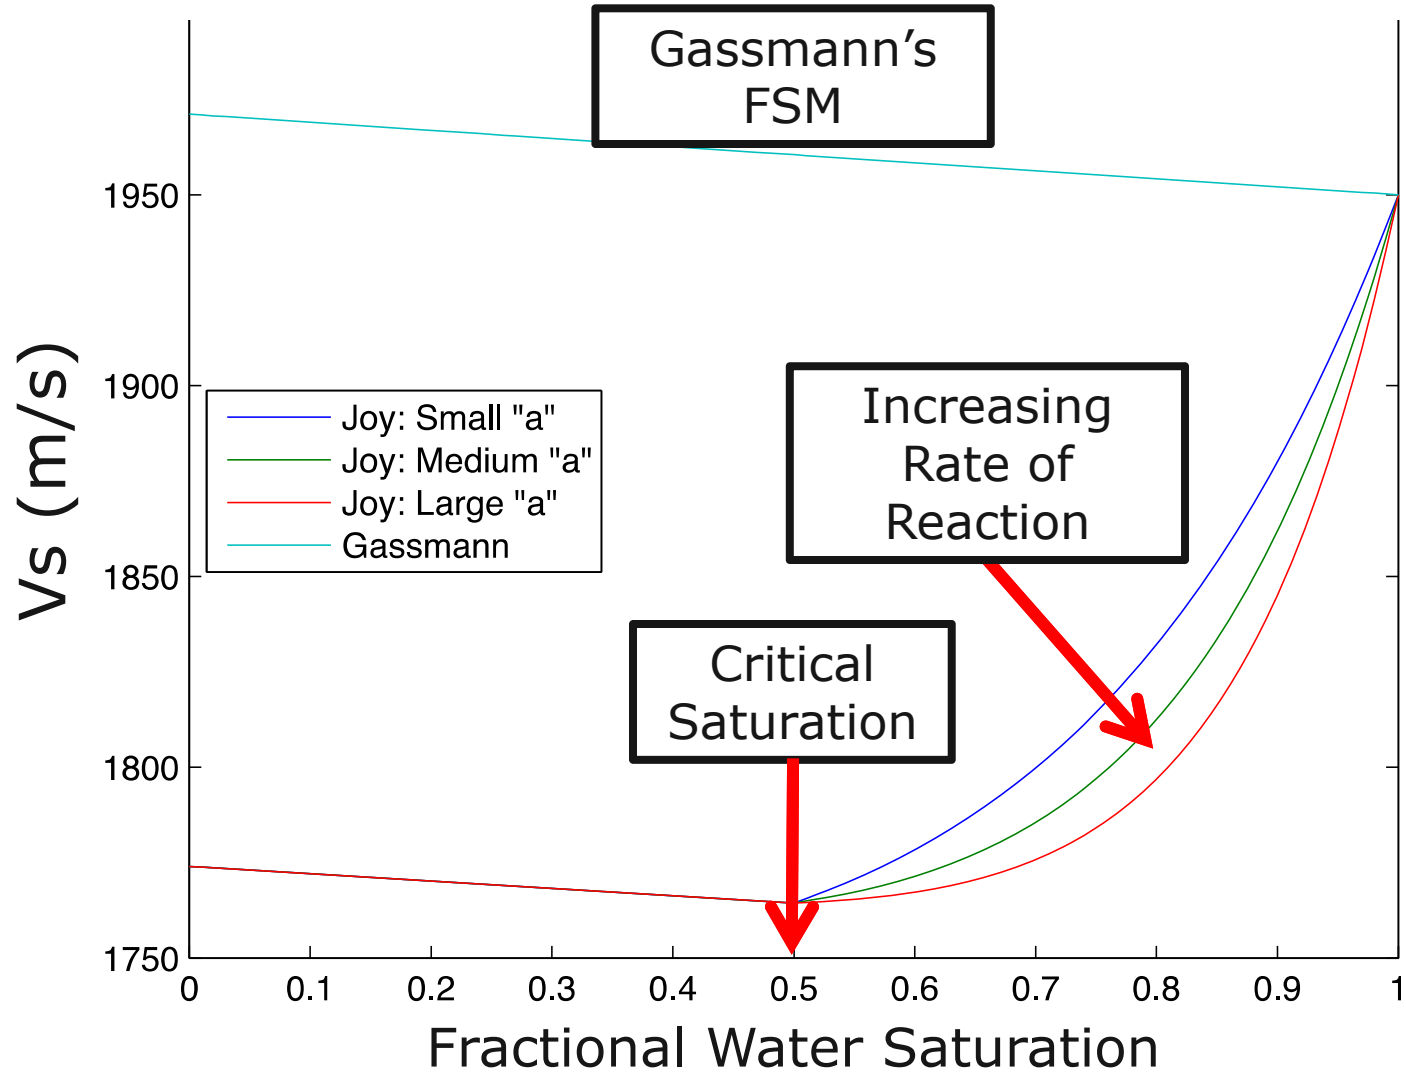 Gassmann's
FSM
1950
1900
1850
1800
1750
Vs (m/s)
Joy: Small "a"
Joy: Medium "a"
Joy: Large "a"
Gassmann
Increasing
Rate of
Reaction
Critical
Saturation
0 0.1 0.2 0.3 0.4 0.5 0.6 0.7 0.8 0.9 1
Fractional Water Saturation